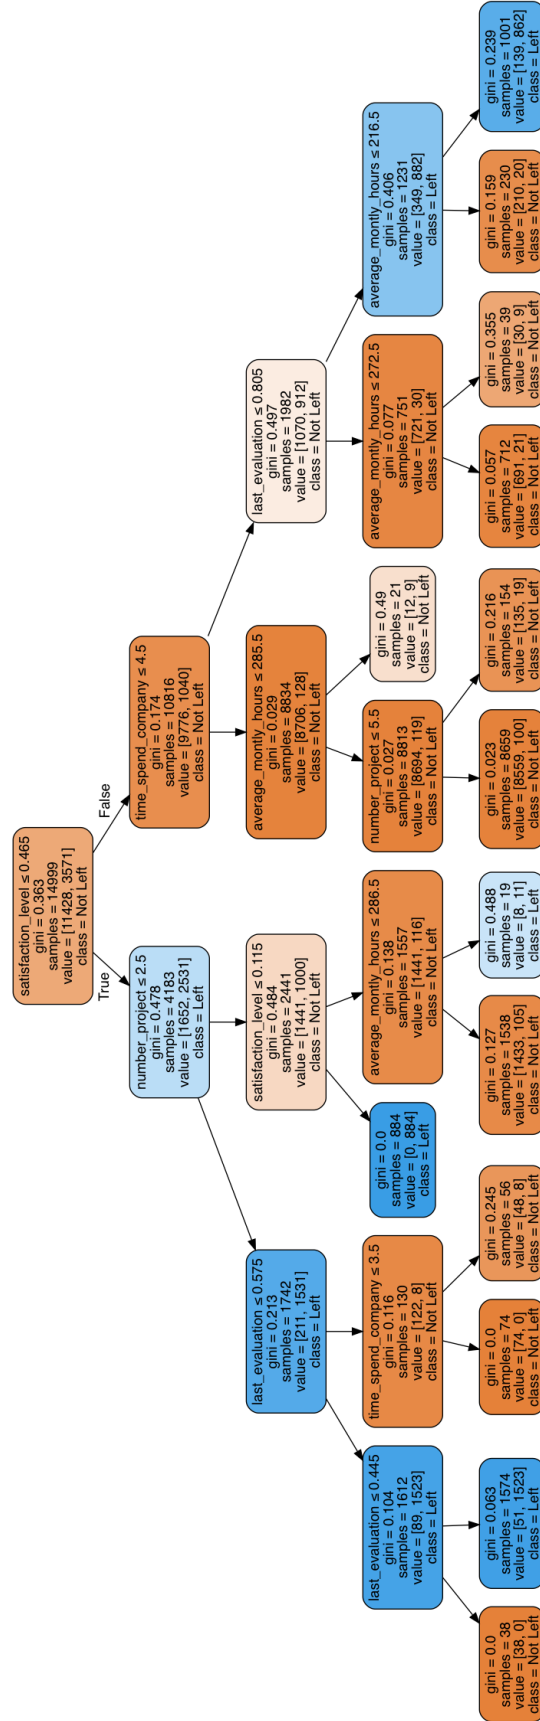 satisfaction_level ≤ 0.465
gini = 0.363
samples = 14999
value = [11428, 3571]
class = Not Left
True
False
number_project ≤ 2.5
gini = 0.478
samples = 4183
value = [1652, 2531]
class = Left
time_spend_company ≤ 4.5
gini = 0.174
samples = 10816
value = [9776, 1040]
class = Not Left
last_evaluation ≤ 0.575
gini = 0.213
samples = 1742
value = [211, 1531]
class = Left
satisfaction_level ≤ 0.115
gini = 0.484
samples = 2441
value = [1441, 1000]
class = Not Left
average_montly_hours ≤ 285.5
gini = 0.029
samples = 8834
value = [8706, 128]
class = Not Left
last_evaluation ≤ 0.805
gini = 0.497
samples = 1982
value = [1070, 912]
class = Not Left
last_evaluation ≤ 0.445
gini = 0.104
samples = 1612
value = [89, 1523]
class = Left
time_spend_company ≤ 3.5
gini = 0.116
samples = 130
value = [122, 8]
class = Not Left
gini = 0.0
samples = 884
value = [0, 884]
class = Left
average_montly_hours ≤ 286.5
gini = 0.138
samples = 1557
value = [1441, 116]
class = Not Left
number_project ≤ 5.5
gini = 0.027
samples = 8813
value = [8694, 119]
class = Not Left
gini = 0.49
samples = 21
value = [12, 9]
class = Not Left
average_montly_hours ≤ 272.5
gini = 0.077
samples = 751
value = [721, 30]
class = Not Left
average_montly_hours ≤ 216.5
gini = 0.406
samples = 1231
value = [349, 882]
class = Left
gini = 0.0
samples = 38
value = [38, 0]
class = Not Left
gini = 0.063
samples = 1574
value = [51, 1523]
class = Left
gini = 0.0
samples = 74
value = [74, 0]
class = Not Left
gini = 0.245
samples = 56
value = [48, 8]
class = Not Left
gini = 0.127
samples = 1538
value = [1433, 105]
class = Not Left
gini = 0.488
samples = 19
value = [8, 11]
class = Left
gini = 0.023
samples = 8659
value = [8559, 100]
class = Not Left
gini = 0.216
samples = 154
value = [135, 19]
class = Not Left
gini = 0.057
samples = 712
value = [691, 21]
class = Not Left
gini = 0.355
samples = 39
value = [30, 9]
class = Not Left
gini = 0.159
samples = 230
value = [210, 20]
class = Not Left
gini = 0.239
samples = 1001
value = [139, 862]
class = Left